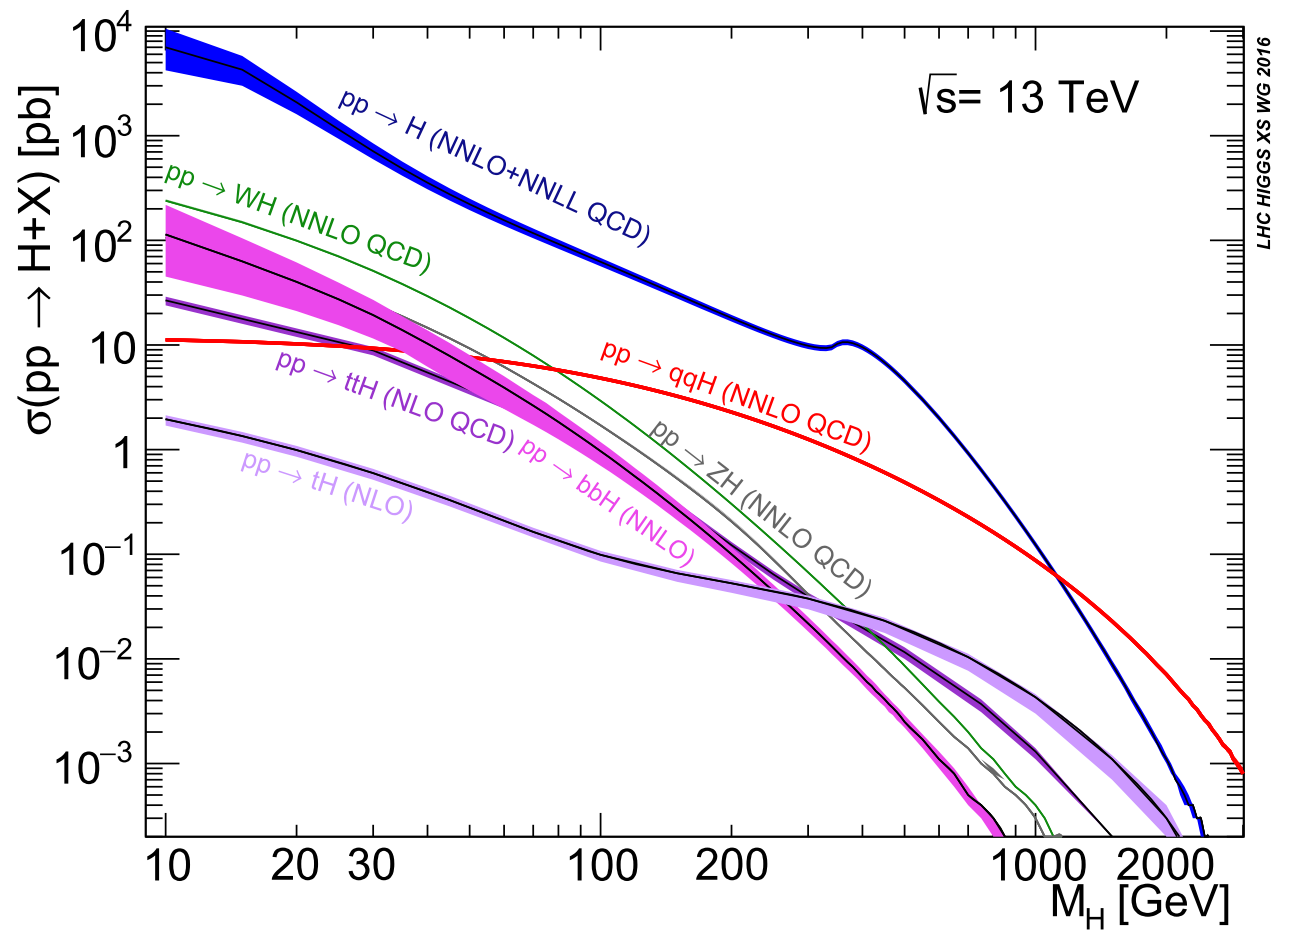 σ(pp → H+X) [pb]
10⁴
10³
10²
10
1
10⁻¹
10⁻²
10⁻³
√s= 13 TeV
LHC HIGGS XS WG 2016
pp → H (NNLO+NNLL QCD)
pp → WH (NNLO QCD)
pp → qqH (NNLO QCD)
pp → ttH (NLO QCD)
pp → ZH (NNLO QCD)
pp → bbH (NNLO)
pp → tH (NLO)
10 20 30 100 200 1000 2000
M_H [GeV]